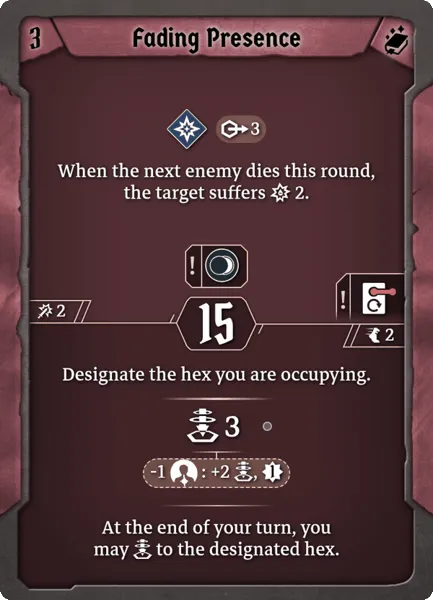 3 Fading Presence
3
When the next enemy dies this round,
the target suffers 2.
!
2
15
!
2
Designate the hex you are occupying.
3
-1 : +2 , 1
At the end of your turn, you
may to the designated hex.